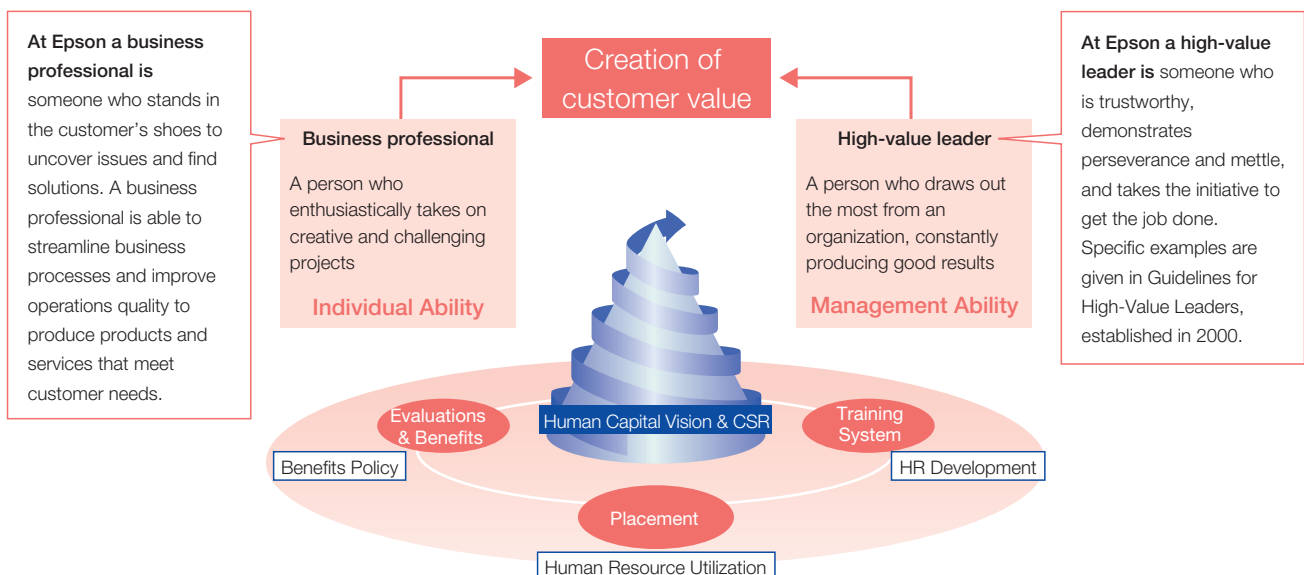 At Epson a business
professional is
someone who stands in
the customer’s shoes to
uncover issues and find
solutions. A business
professional is able to
streamline business
processes and improve
operations quality to
produce products and
services that meet
customer needs.
Creation of
customer value
Business professional
A person who
enthusiastically takes on
creative and challenging
projects
Individual Ability
High-value leader
A person who draws out
the most from an
organization, constantly
producing good results
Management Ability
At Epson a high-value
leader is someone who
is trustworthy,
demonstrates
perseverance and mettle,
and takes the initiative to
get the job done.
Specific examples are
given in Guidelines for
High-Value Leaders,
established in 2000.
Evaluations
& Benefits
Human Capital Vision & CSR
Training
System
Benefits Policy
HR Development
Placement
Human Resource Utilization